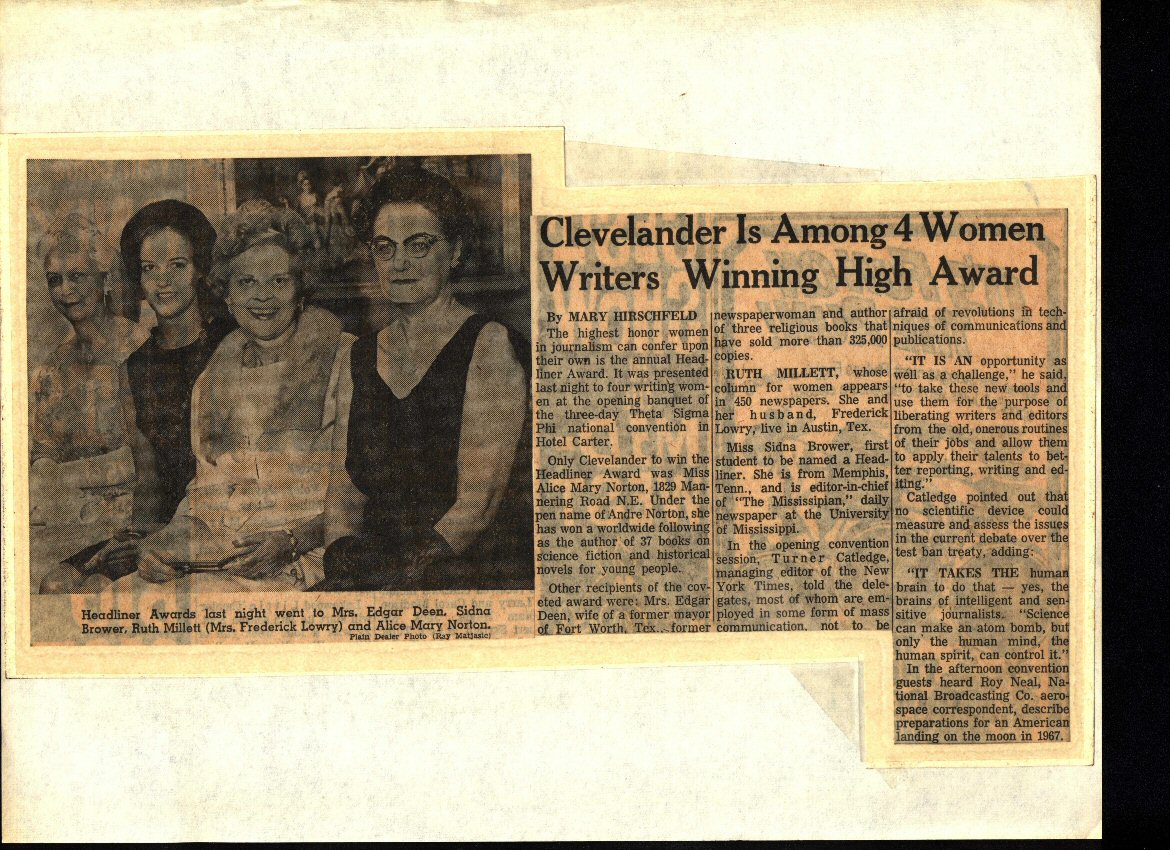 Clevelander Is Among 4 Women
Writers Winning High Award
By MARY HIRSCHFELD
The highest honor women
in journalism can confer upon
their own is the annual Head-
liner Award. It was presented
last night to four writing wom-
en at the opening banquet of
the three-day Theta Sigma
Phi national convention in
Hotel Carter.
Only Clevelander to win the
Headliner Award was Miss
Alice Mary Norton, 1829 Man-
nering Road N.E. Under the
pen name of Andre Norton, she
has won a worldwide following
as the author of 37 books on
science fiction and historical
novels for young people.
Other recipients of the cov-
eted award were: Mrs. Edgar
Deen, wife of a former mayor
of Fort Worth, Tex., former
newspaperwoman and author
of three religious books that
have sold more than 325,000
copies.
RUTH MILLETT, whose
column for women appears
in 450 newspapers. She and
her husband, Frederick
Lowry, live in Austin, Tex.
Miss Sidna Brower, first
student to be named a Head-
liner. She is from Memphis,
Tenn., and is editor-in-chief
of "The Mississipian," daily
newspaper at the University
of Mississippi.
In the opening convention
session, Turner Catledge,
managing editor of the New
York Times, told the dele-
gates, most of whom are em-
ployed in some form of mass
communication, not to be
afraid of revolutions in tech-
niques of communications and
publications.
"IT IS AN opportunity as
well as a challenge," he said,
"to take these new tools and
use them for the purpose of
liberating writers and editors
from the old, onerous routines
of their jobs and allow them
to apply their talents to bet-
ter reporting, writing and ed-
iting."
Catledge pointed out that
no scientific device could
measure and assess the issues
in the current debate over the
test ban treaty, adding:
"IT TAKES THE human
brain to do that — yes, the
brains of intelligent and sen-
sitive journalists. "Science
can make an atom bomb, but
only the human mind, the
human spirit, can control it."
In the afternoon convention
guests heard Roy Neal, Na-
tional Broadcasting Co. aero-
space correspondent, describe
preparations for an American
landing on the moon in 1967.
Headliner Awards last night went to Mrs. Edgar Deen, Sidna
Brower, Ruth Millett (Mrs. Frederick Lowry) and Alice Mary Norton.
Plain Dealer Photo (Ray Matjasic)